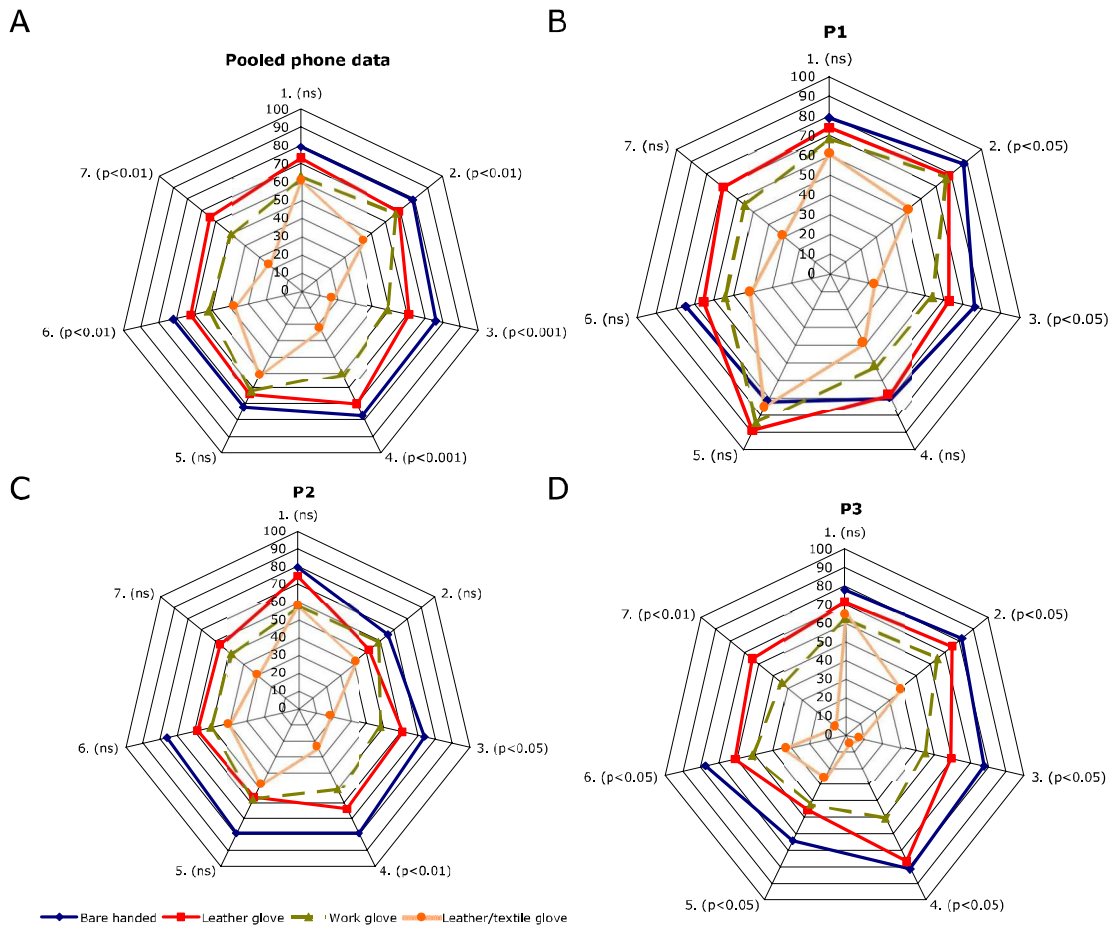 A
Pooled phone data
1. (ns)
100
90
80
70
60
50
40
30
20
10
0
2. (p<0.01)
3. (p<0.001)
4. (p<0.001)
5. (ns)
6. (p<0.01)
7. (p<0.01)
B
P1
1. (ns)
100
90
80
70
60
50
40
30
20
10
0
2. (p<0.05)
3. (p<0.05)
4. (ns)
5. (ns)
6. (ns)
7. (ns)
C
P2
1. (ns)
100
90
80
70
60
50
40
30
20
10
0
2. (ns)
3. (p<0.05)
4. (p<0.01)
5. (ns)
6. (ns)
7. (ns)
D
P3
1. (ns)
100
90
80
70
60
50
40
30
20
10
0
2. (p<0.05)
3. (p<0.05)
4. (p<0.05)
5. (p<0.05)
6. (p<0.05)
7. (p<0.01)
Bare handed Leather glove Work glove Leather/textile glove